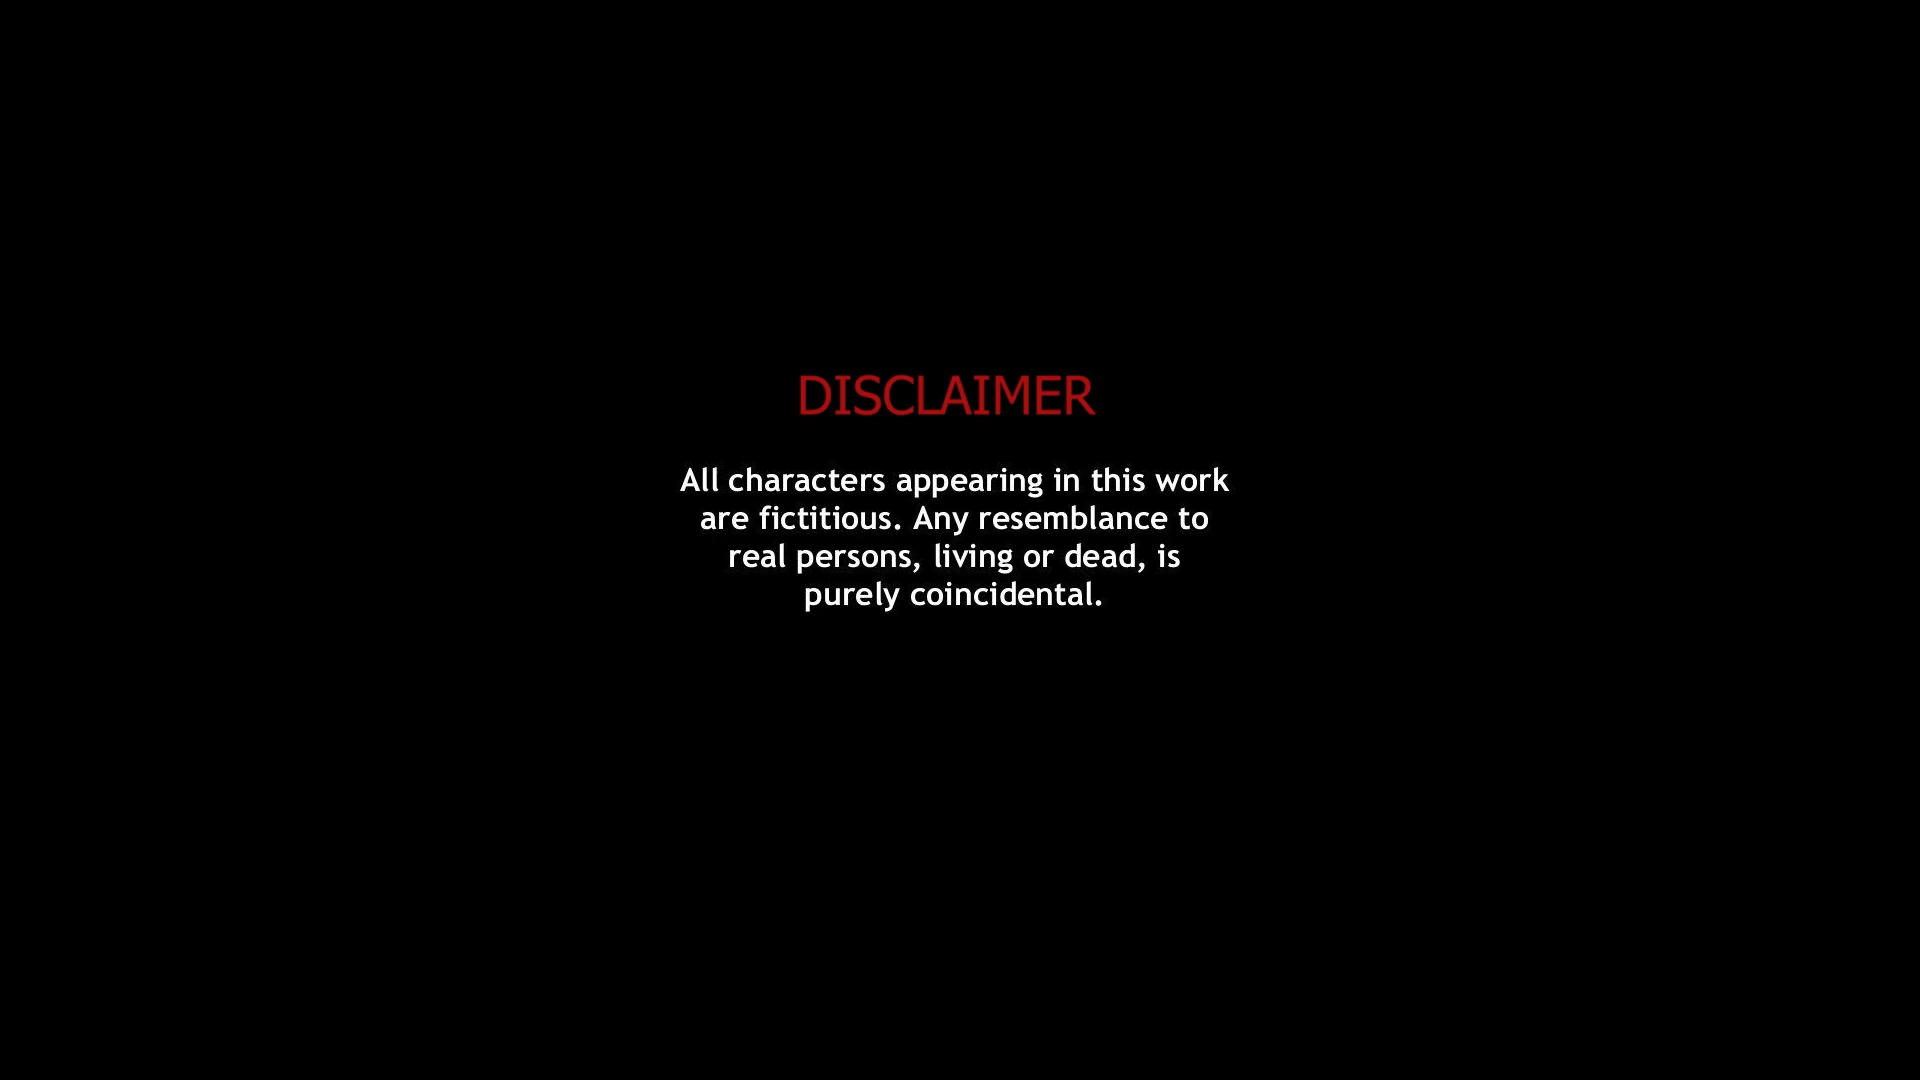 DISCLAIMER
All characters appearing in this work
are fictitious. Any resemblance to
real persons, living or dead, is
purely coincidental.